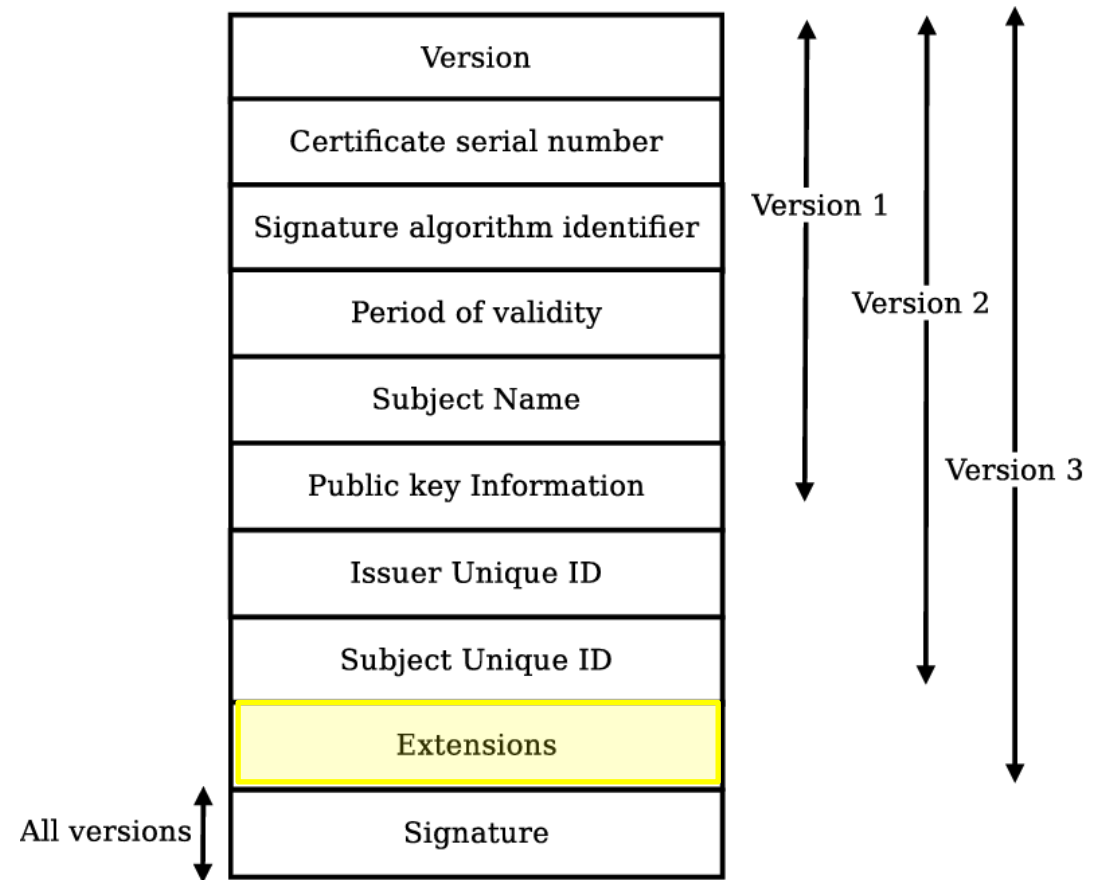 Version
Certificate serial number
Signature algorithm identifier
Period of validity
Subject Name
Public key Information
Issuer Unique ID
Subject Unique ID
Extensions
Signature
Version 1
Version 2
Version 3
All versions